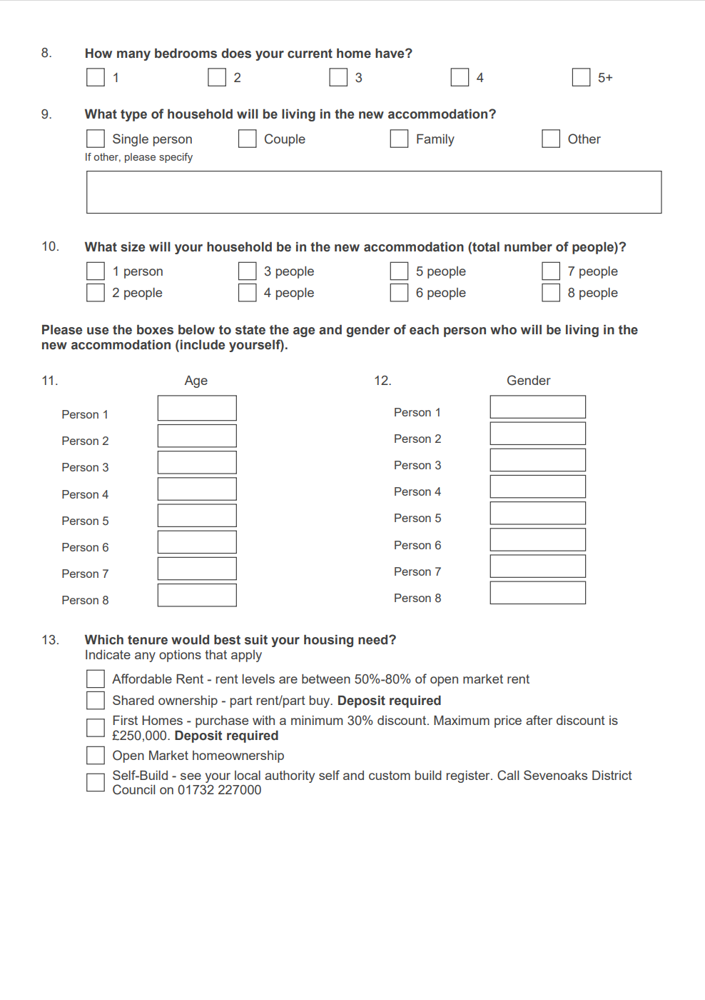 8. How many bedrooms does your current home have?
1 2 3 4 5+
9. What type of household will be living in the new accommodation?
Single person Couple Family Other
If other, please specify
10. What size will your household be in the new accommodation (total number of people)?
1 person 3 people 5 people 7 people
2 people 4 people 6 people 8 people
Please use the boxes below to state the age and gender of each person who will be living in the
new accommodation (include yourself).
11. Age
Person 1
Person 2
Person 3
Person 4
Person 5
Person 6
Person 7
Person 8
12. Gender
Person 1
Person 2
Person 3
Person 4
Person 5
Person 6
Person 7
Person 8
13. Which tenure would best suit your housing need?
Indicate any options that apply
Affordable Rent - rent levels are between 50%-80% of open market rent
Shared ownership - part rent/part buy. Deposit required
First Homes - purchase with a minimum 30% discount. Maximum price after discount is
£250,000. Deposit required
Open Market homeownership
Self-Build - see your local authority self and custom build register. Call Sevenoaks District
Council on 01732 227000